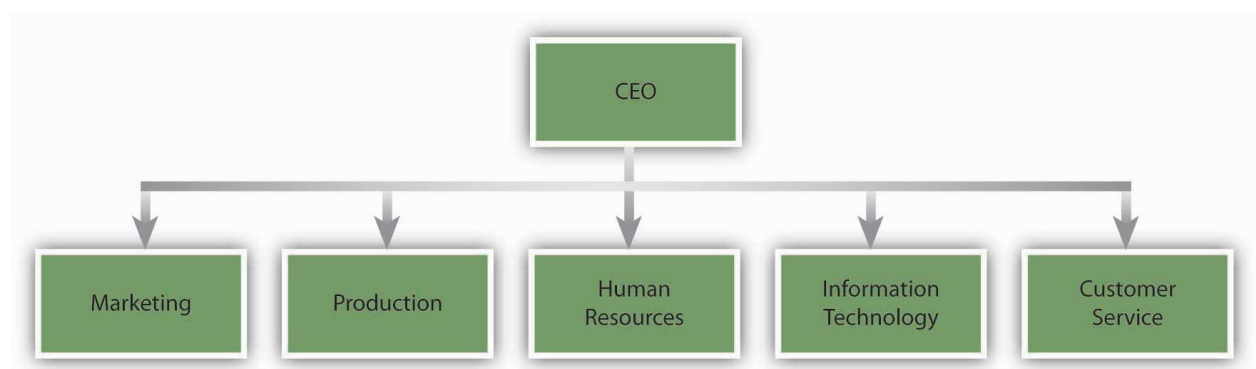 CEO
Marketing
Production
Human
Resources
Information
Technology
Customer
Service